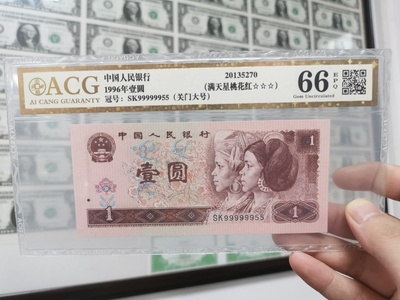 ACG
AI CANG GUARANTY
中国人民银行
1996年壹圆
冠号: SK99999955 (关门大号)
20135270
(满天星桃花红☆☆☆)
66
EPQ
Gem Uncirculated
中国人民银行
1
壹圆
1
SK99999955
1